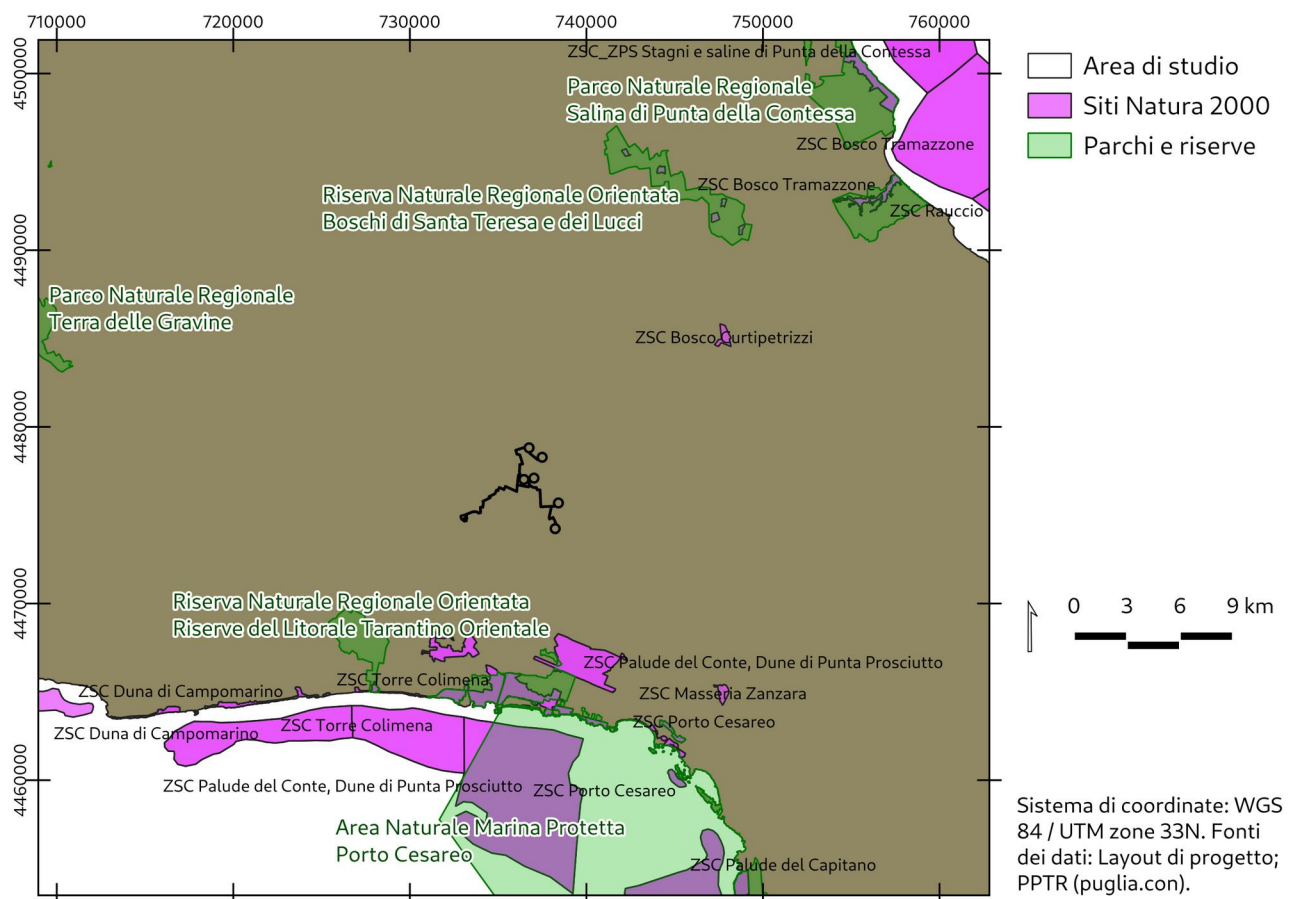 710000
720000
730000
740000
750000
760000
ZSC_ZPS Stagni e saline di Punta della Contessa
4500000
Parco Naturale Regionale
Salina di Punta della Contessa
ZSC Bosco Tramazzone
ZSC Bosco Tramazzone
Riserva Naturale Regionale Orientata
Boschi di Santa Teresa e dei Lucci
ZSC Rauccio
4490000
Parco Naturale Regionale
Terra delle Gravine
ZSC Bosco Curtipetrizzi
4480000
4470000
Riserva Naturale Regionale Orientata
Riserve del Litorale Tarantino Orientale
ZSC Palude del Conte, Dune di Punta Prosciutto
ZSC Torre Colimena
ZSC Duna di Campomarino
ZSC Masseria Zanzara
ZSC Porto Cesareo
ZSC Torre Colimena
ZSC Duna di Campomarino
4460000
ZSC Palude del Conte, Dune di Punta Prosciutto
ZSC Porto Cesareo
Area Naturale Marina Protetta
Porto Cesareo
ZSC Palude del Capitano
Area di studio
Siti Natura 2000
Parchi e riserve
0 3 6 9 km
Sistema di coordinate: WGS
84 / UTM zone 33N. Fonti
dei dati: Layout di progetto;
PPTR (puglia.con).